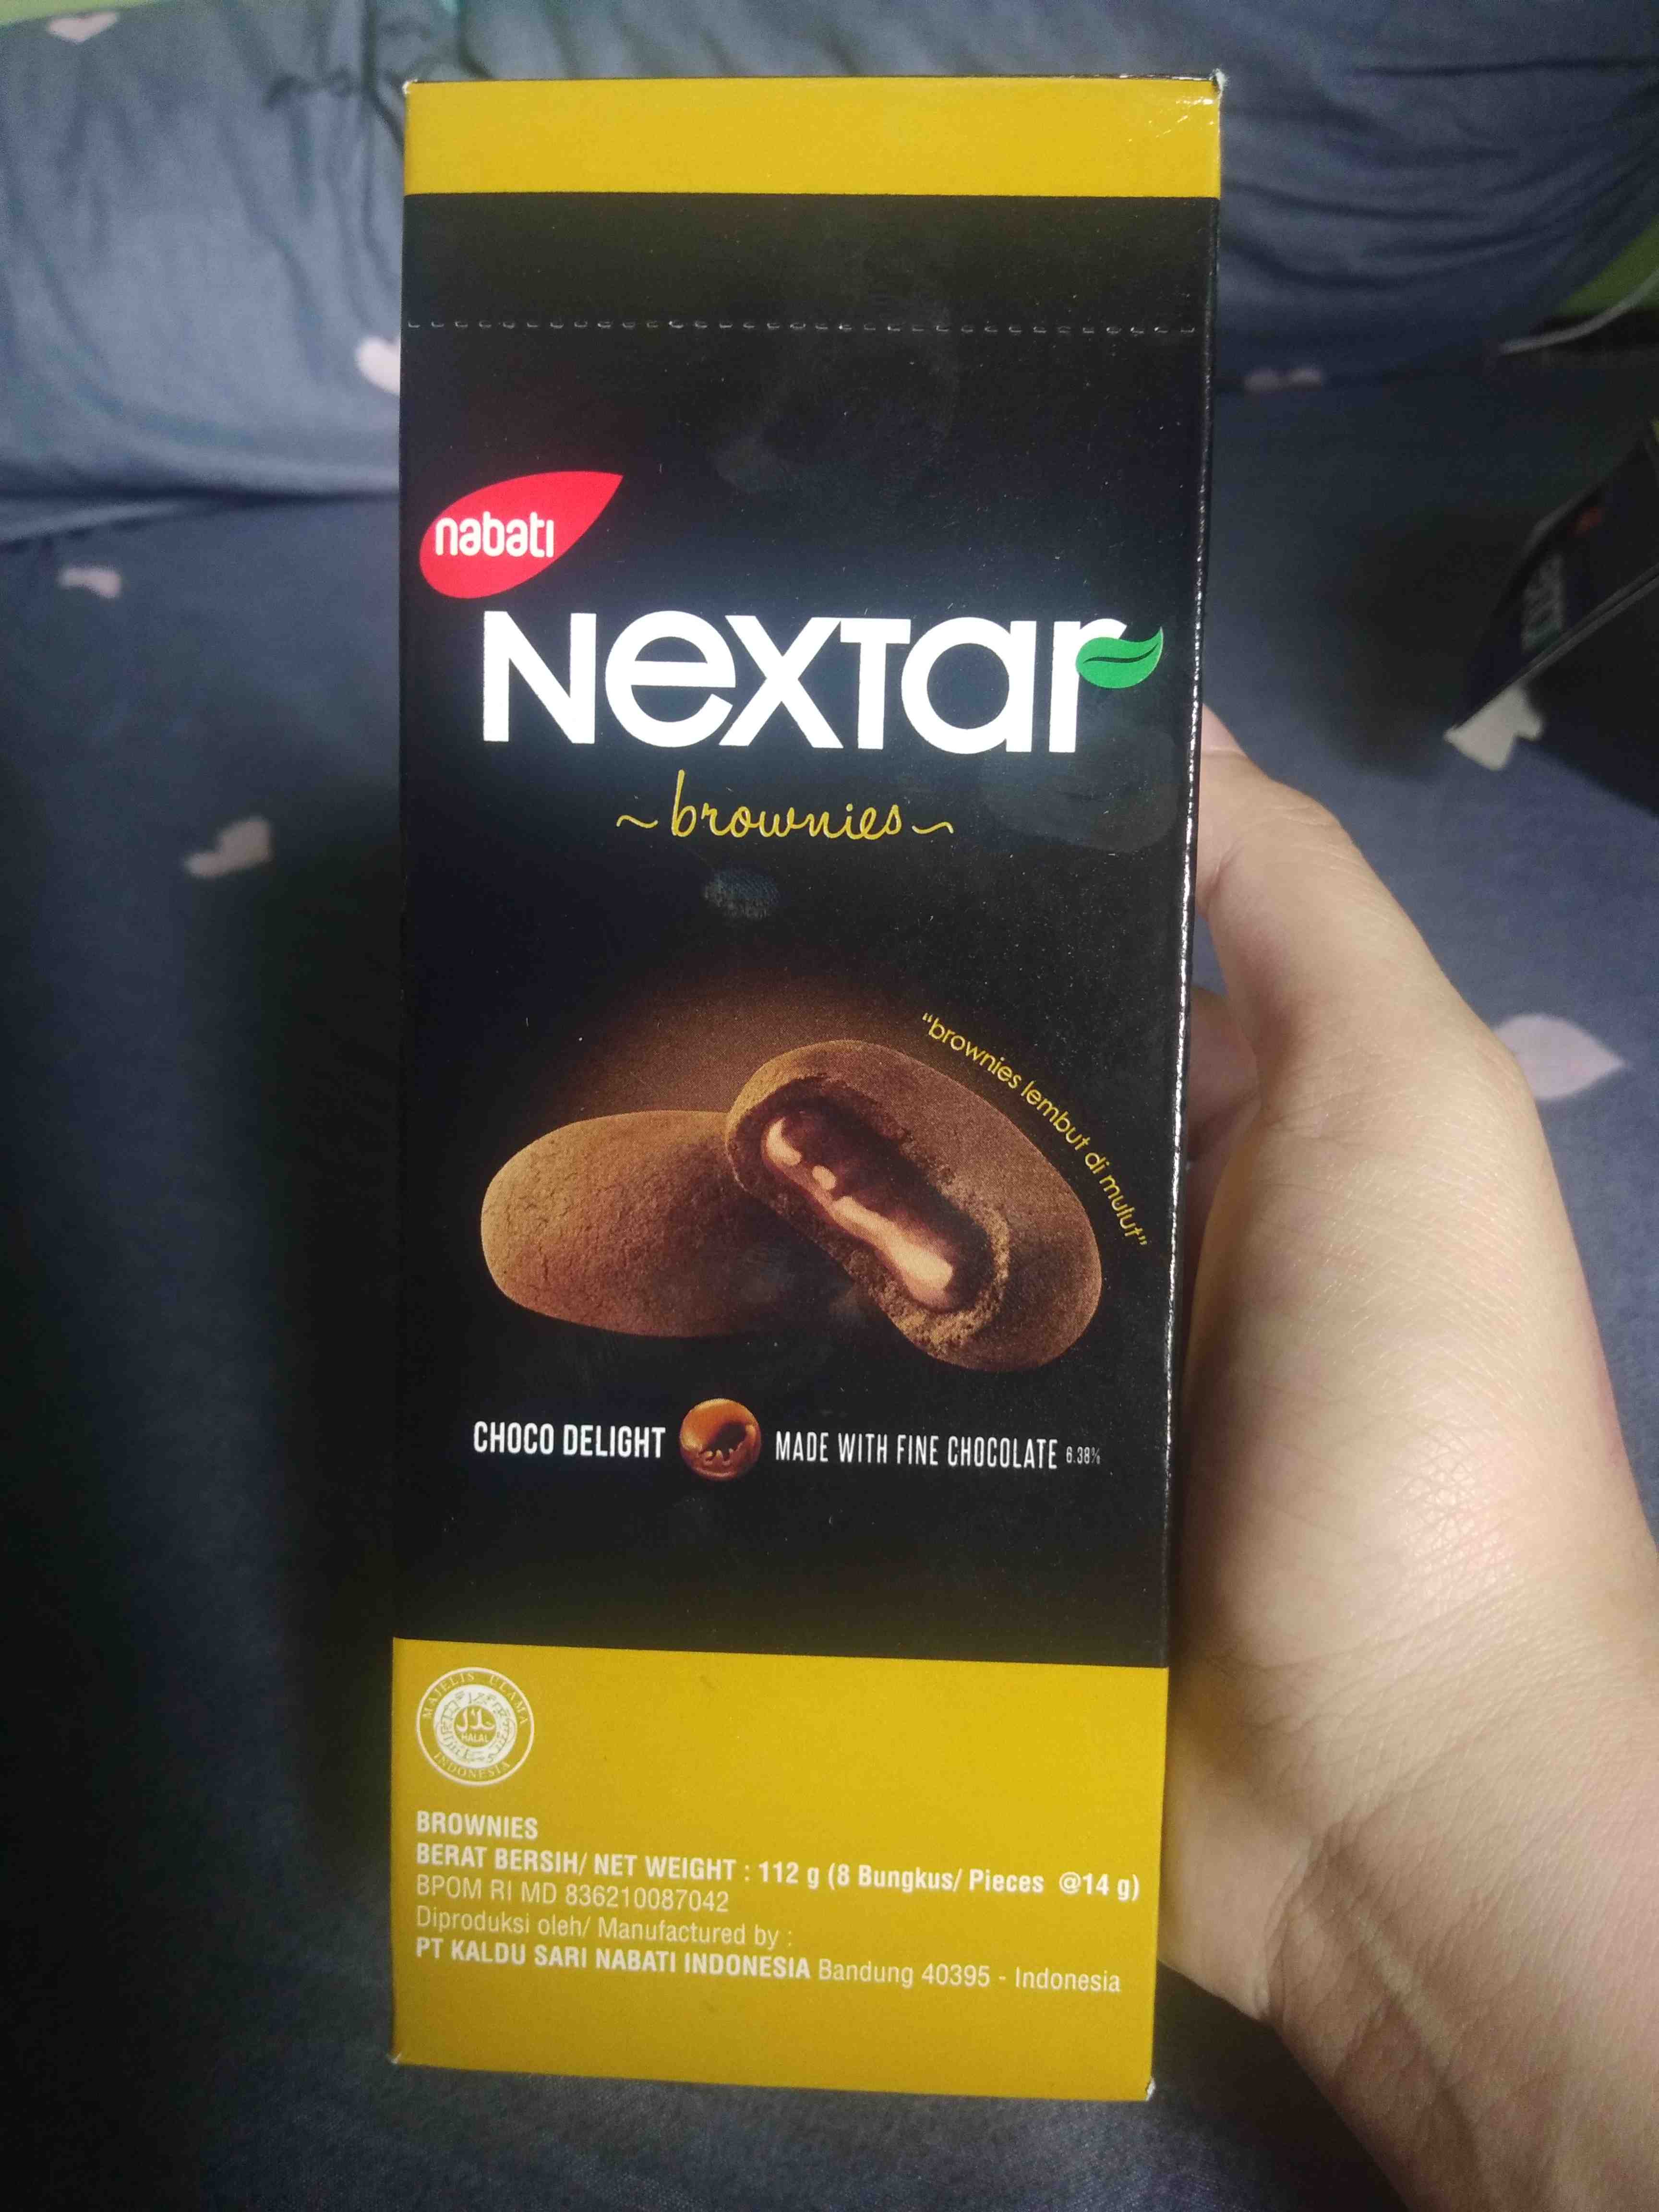 nabati
Nextar
~brownies~
"brownies lembut di mulut"
CHOCO DELIGHT
MADE WITH FINE CHOCOLATE 6.38%
MAJELIS ULAMA
حلال
HALAL
INDONESIA
BROWNIES
BERAT BERSIH/ NET WEIGHT : 112 g (8 Bungkus/ Pieces @14 g)
BPOM RI MD 836210087042
Diproduksi oleh/ Manufactured by :
PT KALDU SARI NABATI INDONESIA Bandung 40395 - Indonesia